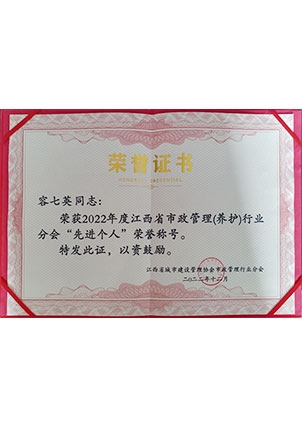 荣誉证书
容七英同志：
荣获2022年度江西省市政管理(养护)行业
分会“先进个人”荣誉称号。
特发此证，以资鼓励。
江西省城市建设管理协会市政管理行业分会
二〇二二年十二月